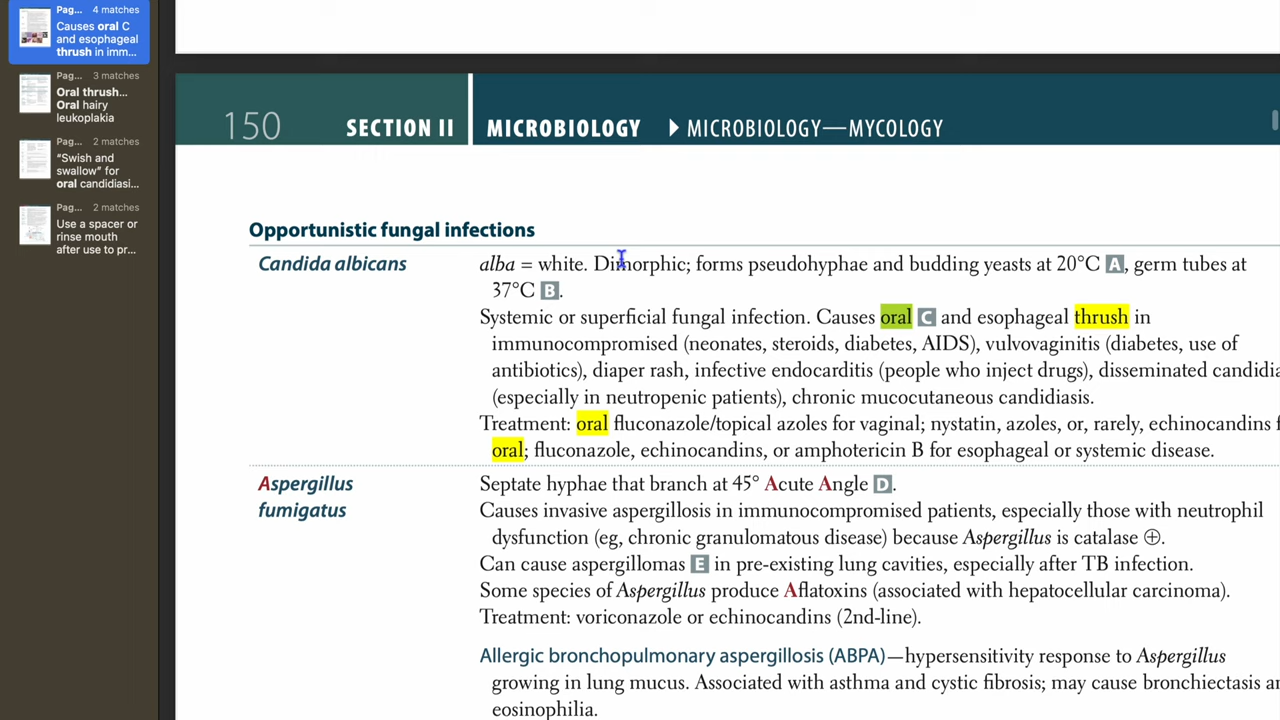 Pag... 4 matches
Causes oral C
and esophageal
thrush in imm...
Pag... 3 matches
Oral thrush...
Oral hairy
leukoplakia
Pag... 2 matches
“Swish and
swallow” for
oral candidiasi...
Pag... 2 matches
Use a spacer or
rinse mouth
after use to pr...
150 SECTION II MICROBIOLOGY ▶ MICROBIOLOGY—MYCOLOGY
Opportunistic fungal infections
Candida albicans
alba = white. Dimorphic; forms pseudohyphae and budding yeasts at 20°C A, germ tubes at
37°C B.
Systemic or superficial fungal infection. Causes oral C and esophageal thrush in
immunocompromised (neonates, steroids, diabetes, AIDS), vulvovaginitis (diabetes, use of
antibiotics), diaper rash, infective endocarditis (people who inject drugs), disseminated candidia
(especially in neutropenic patients), chronic mucocutaneous candidiasis.
Treatment: oral fluconazole/topical azoles for vaginal; nystatin, azoles, or, rarely, echinocandins f
oral; fluconazole, echinocandins, or amphotericin B for esophageal or systemic disease.
Aspergillus
fumigatus
Septate hyphae that branch at 45° Acute Angle D.
Causes invasive aspergillosis in immunocompromised patients, especially those with neutrophil
dysfunction (eg, chronic granulomatous disease) because Aspergillus is catalase ⊕.
Can cause aspergillomas E in pre-existing lung cavities, especially after TB infection.
Some species of Aspergillus produce Aflatoxins (associated with hepatocellular carcinoma).
Treatment: voriconazole or echinocandins (2nd-line).
Allergic bronchopulmonary aspergillosis (ABPA)—hypersensitivity response to Aspergillus
growing in lung mucus. Associated with asthma and cystic fibrosis; may cause bronchiectasis an
eosinophilia.